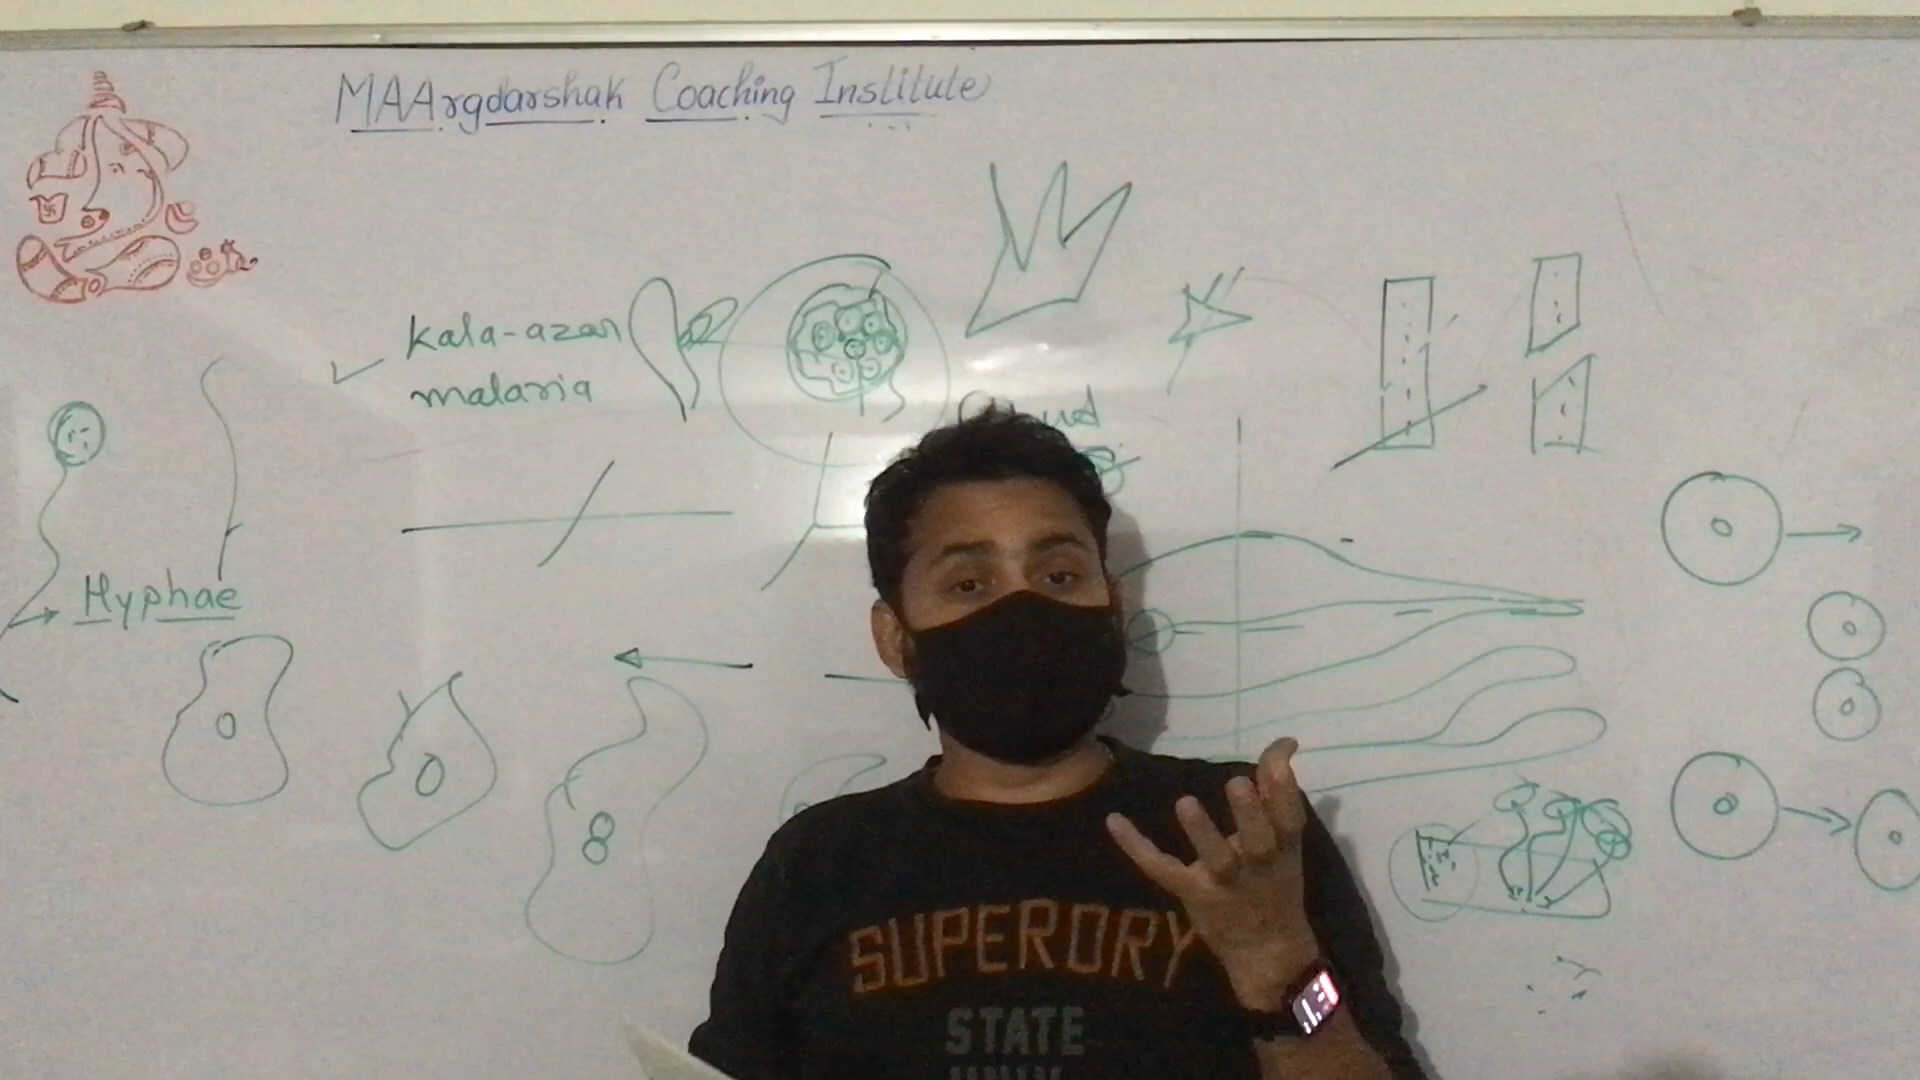 MAArgdarshak Coaching Institute
Kala-azar
malaria
Hyphae
SUPERDRY
STATE